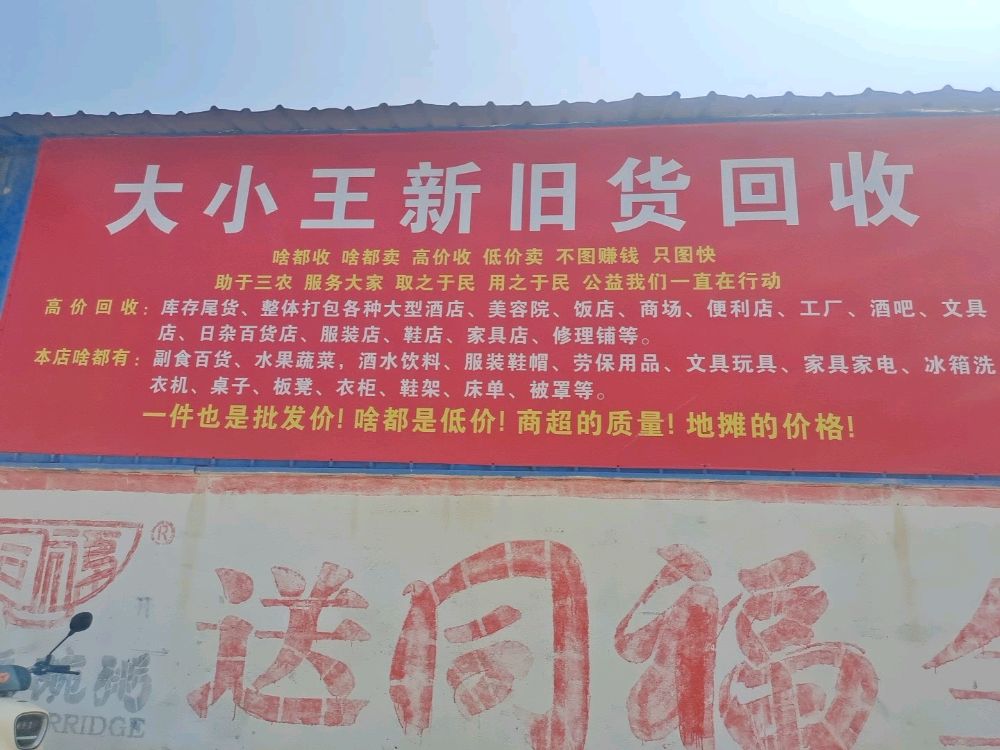 大小王新旧货回收
啥都收 啥都卖 高价收 低价卖 不图赚钱 只图快
助于三农 服务大家 取之于民 用之于民 公益我们一直在行动
高价回收：库存尾货、整体打包各种大型酒店、美容院、饭店、商场、便利店、工厂、酒吧、文具
店、日杂百货店、服装店、鞋店、家具店、修理铺等。
本店啥都有：副食百货、水果蔬菜，酒水饮料、服装鞋帽、劳保用品、文具玩具、家具家电、冰箱洗
衣机、桌子、板凳、衣柜、鞋架、床单、被罩等。
一件也是批发价！啥都是低价！商超的质量！地摊的价格！
同福®
送同福
碗粥
RRIDGE